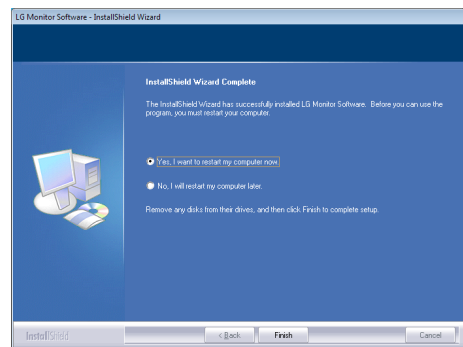 LG Monitor Software - InstallShield Wizard
InstallShield Wizard Complete
The InstallShield Wizard has successfully installed LG Monitor Software.  Before you can use the
program, you must restart your computer.
Yes, I want to restart my computer now.
No, I will restart my computer later.
Remove any disks from their drives, and then click Finish to complete setup.
InstallShield
< Back
Finish
Cancel